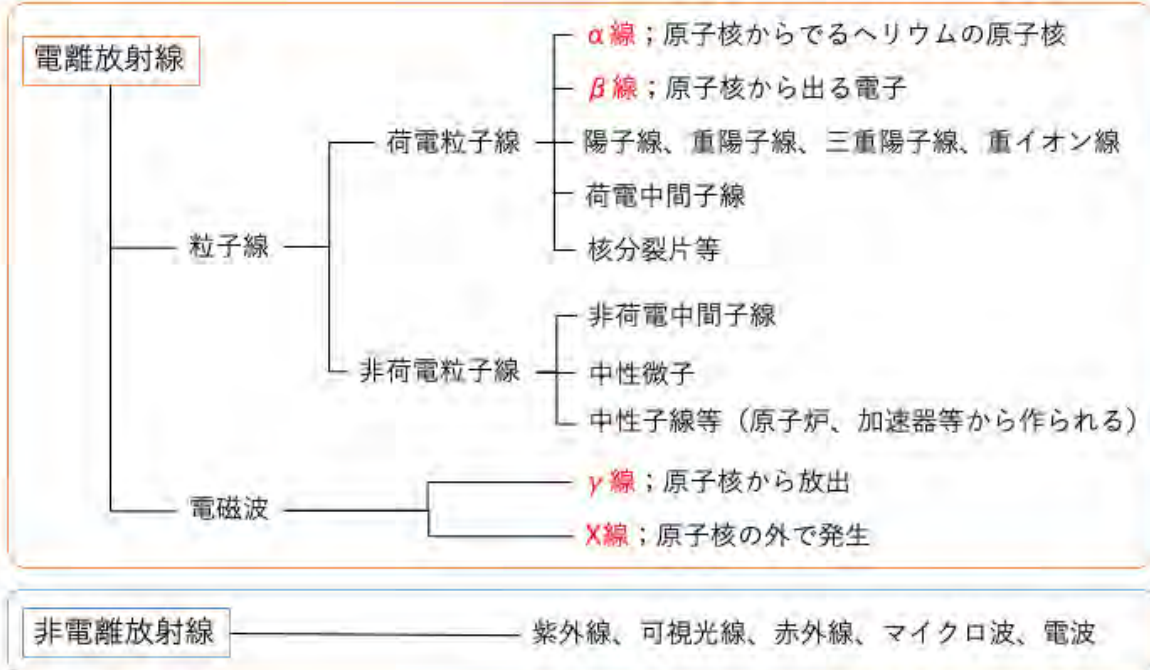 電離放射線
α線；原子核からでるヘリウムの原子核
β線；原子核から出る電子
荷電粒子線
陽子線、重陽子線、三重陽子線、重イオン線
荷電中間子線
粒子線
核分裂片等
非荷電中間子線
非荷電粒子線
中性微子
中性子線等（原子炉、加速器等から作られる）
γ線；原子核から放出
電磁波
X線；原子核の外で発生
非電離放射線
紫外線、可視光線、赤外線、マイクロ波、電波